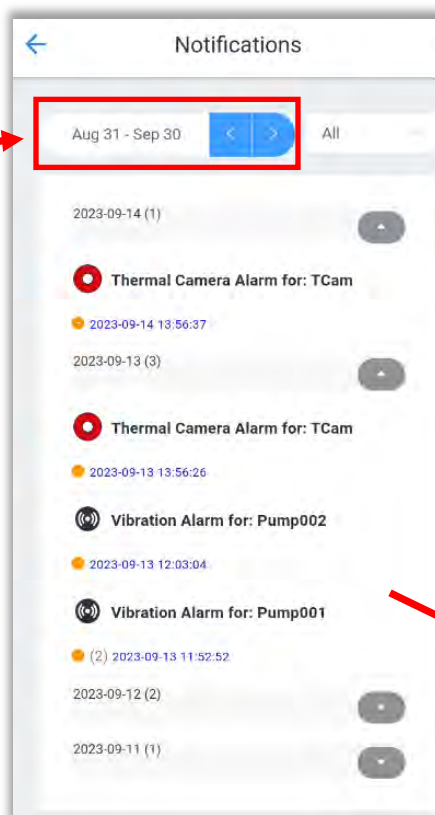 Notifications
Aug 31 - Sep 30 < > All
2023-09-14 (1)
Thermal Camera Alarm for: TCam
2023-09-14 13:56:37
2023-09-13 (3)
Thermal Camera Alarm for: TCam
2023-09-13 13:56:26
Vibration Alarm for: Pump002
2023-09-13 12:03:04
Vibration Alarm for: Pump001
(2) 2023-09-13 11:52:52
2023-09-12 (2)
2023-09-11 (1)